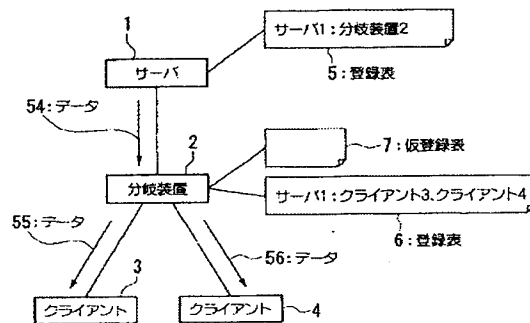 1
サーバ1:分岐装置2
サーバ
5:登録表
54:データ
2
7:仮登録表
分岐装置
サーバ1:クライアント3、クライアント4
6:登録表
55:データ
56:データ
3
クライアント
クライアント
4